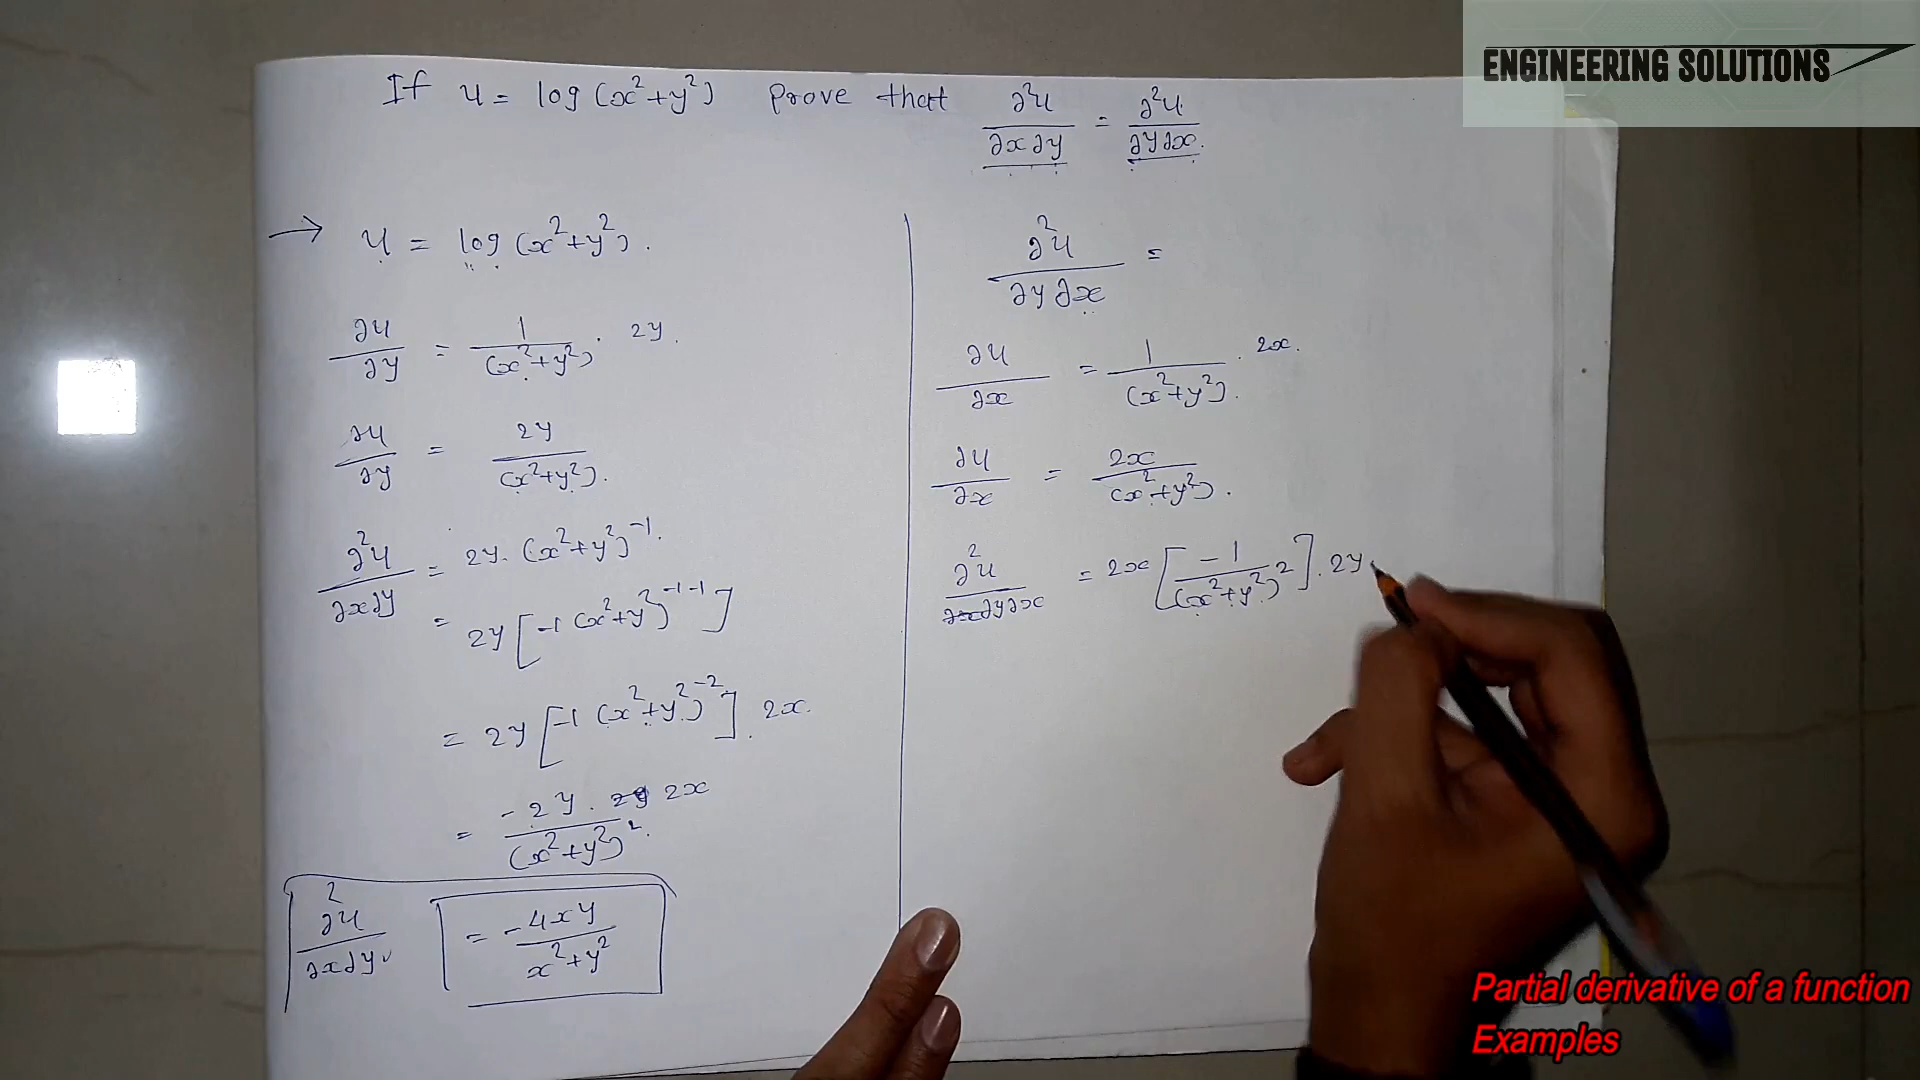 ENGINEERING SOLUTIONS
If u = log (x²+y²) prove that ∂²u/∂x∂y = ∂²u/∂y∂x.
→ u = log (x²+y²).
∂u/∂y = 1/(x²+y²) . 2y.
∂u/∂y = 2y/(x²+y²).
∂²u/∂x∂y = 2y. (x²+y²)⁻¹.
= 2y [-1 (x²+y²)⁻¹⁻¹]
= 2y [-1 (x²+y²)⁻²] . 2x.
= -2y . 2x/(x²+y²)².
∂²u/∂x∂y = -4xy/x²+y²
∂²u/∂y∂x =
∂u/∂x = 1/(x²+y²). . 2x.
∂u/∂x = 2x/(x²+y²).
∂²u/∂y∂x = 2x [-1/(x²+y²)²] . 2y
Partial derivative of a function
Examples